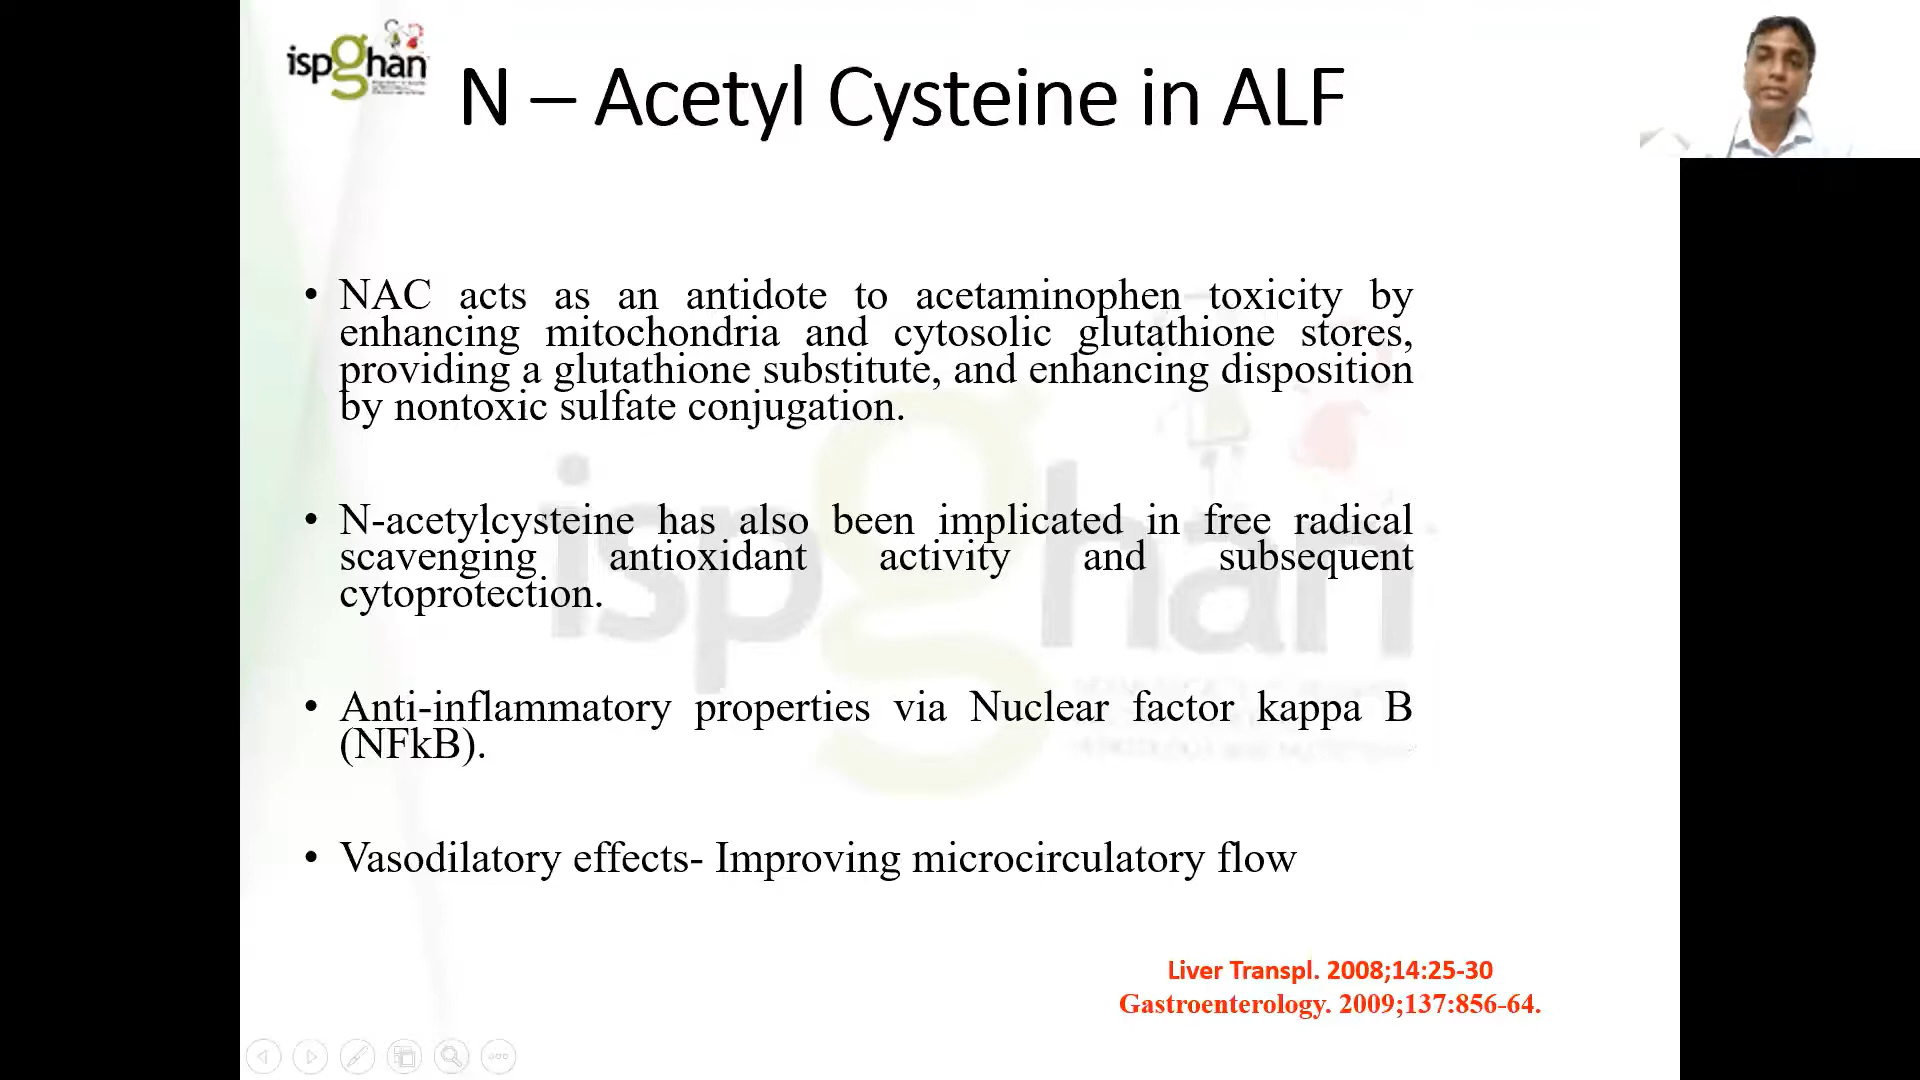 ispghan
N – Acetyl Cysteine in ALF
• NAC acts as an antidote to acetaminophen toxicity by
enhancing mitochondria and cytosolic glutathione stores,
providing a glutathione substitute, and enhancing disposition
by nontoxic sulfate conjugation.
• N-acetylcysteine has also been implicated in free radical
scavenging antioxidant activity and subsequent
cytoprotection.
• Anti-inflammatory properties via Nuclear factor kappa B
(NFkB).
• Vasodilatory effects- Improving microcirculatory flow
ispghan
Liver Transpl. 2008;14:25-30
Gastroenterology. 2009;137:856-64.